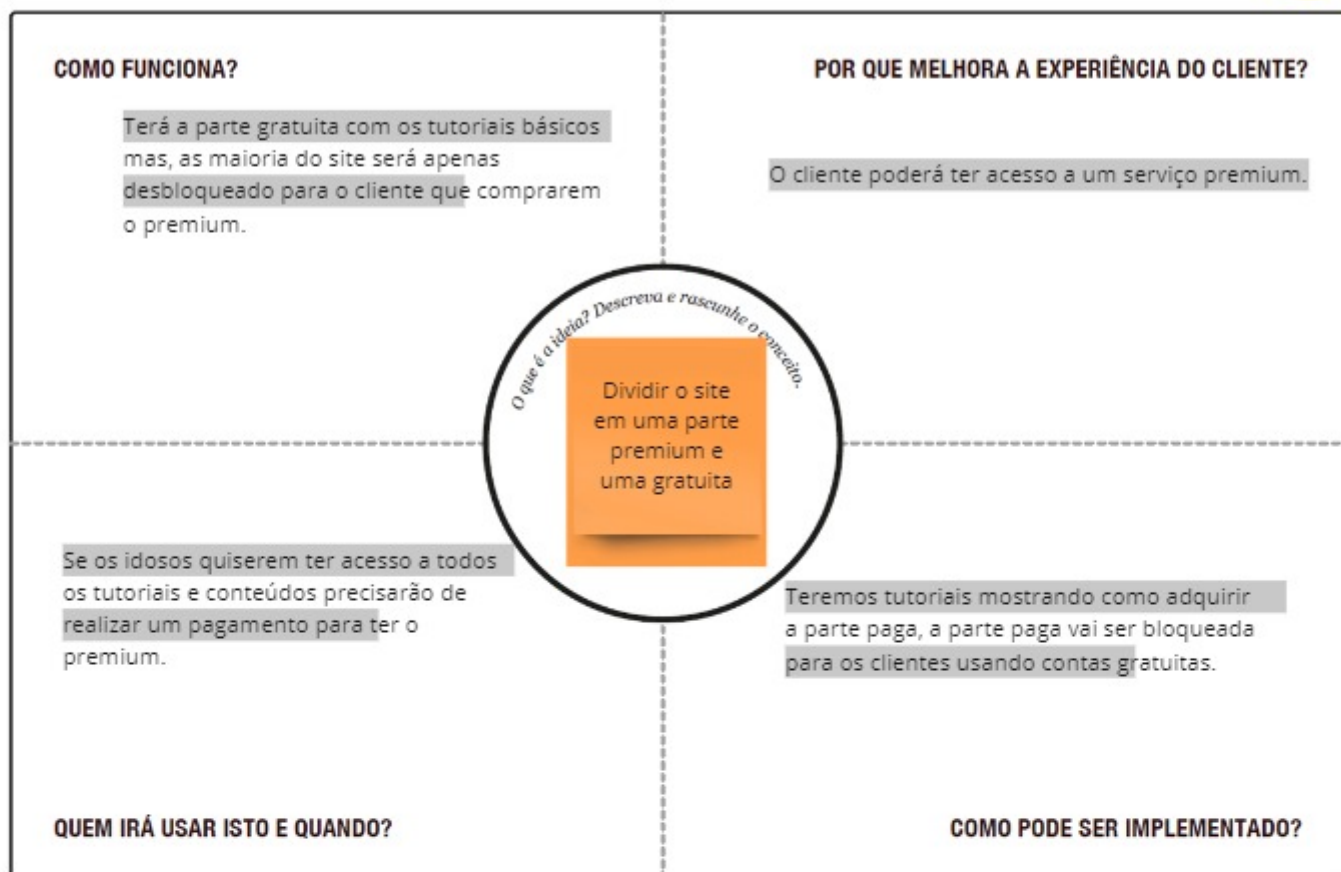 COMO FUNCIONA?
Terá a parte gratuita com os tutoriais básicos
mas, as maioria do site será apenas
desbloqueado para o cliente que comprarem
o premium.
POR QUE MELHORA A EXPERIÊNCIA DO CLIENTE?
O cliente poderá ter acesso a um serviço premium.
O que é a ideia? Descreva e rascunhe o conceito.
Dividir o site
em uma parte
premium e
uma gratuita
Se os idosos quiserem ter acesso a todos
os tutoriais e conteúdos precisarão de
realizar um pagamento para ter o
premium.
QUEM IRÁ USAR ISTO E QUANDO?
Teremos tutoriais mostrando como adquirir
a parte paga, a parte paga vai ser bloqueada
para os clientes usando contas gratuitas.
COMO PODE SER IMPLEMENTADO?